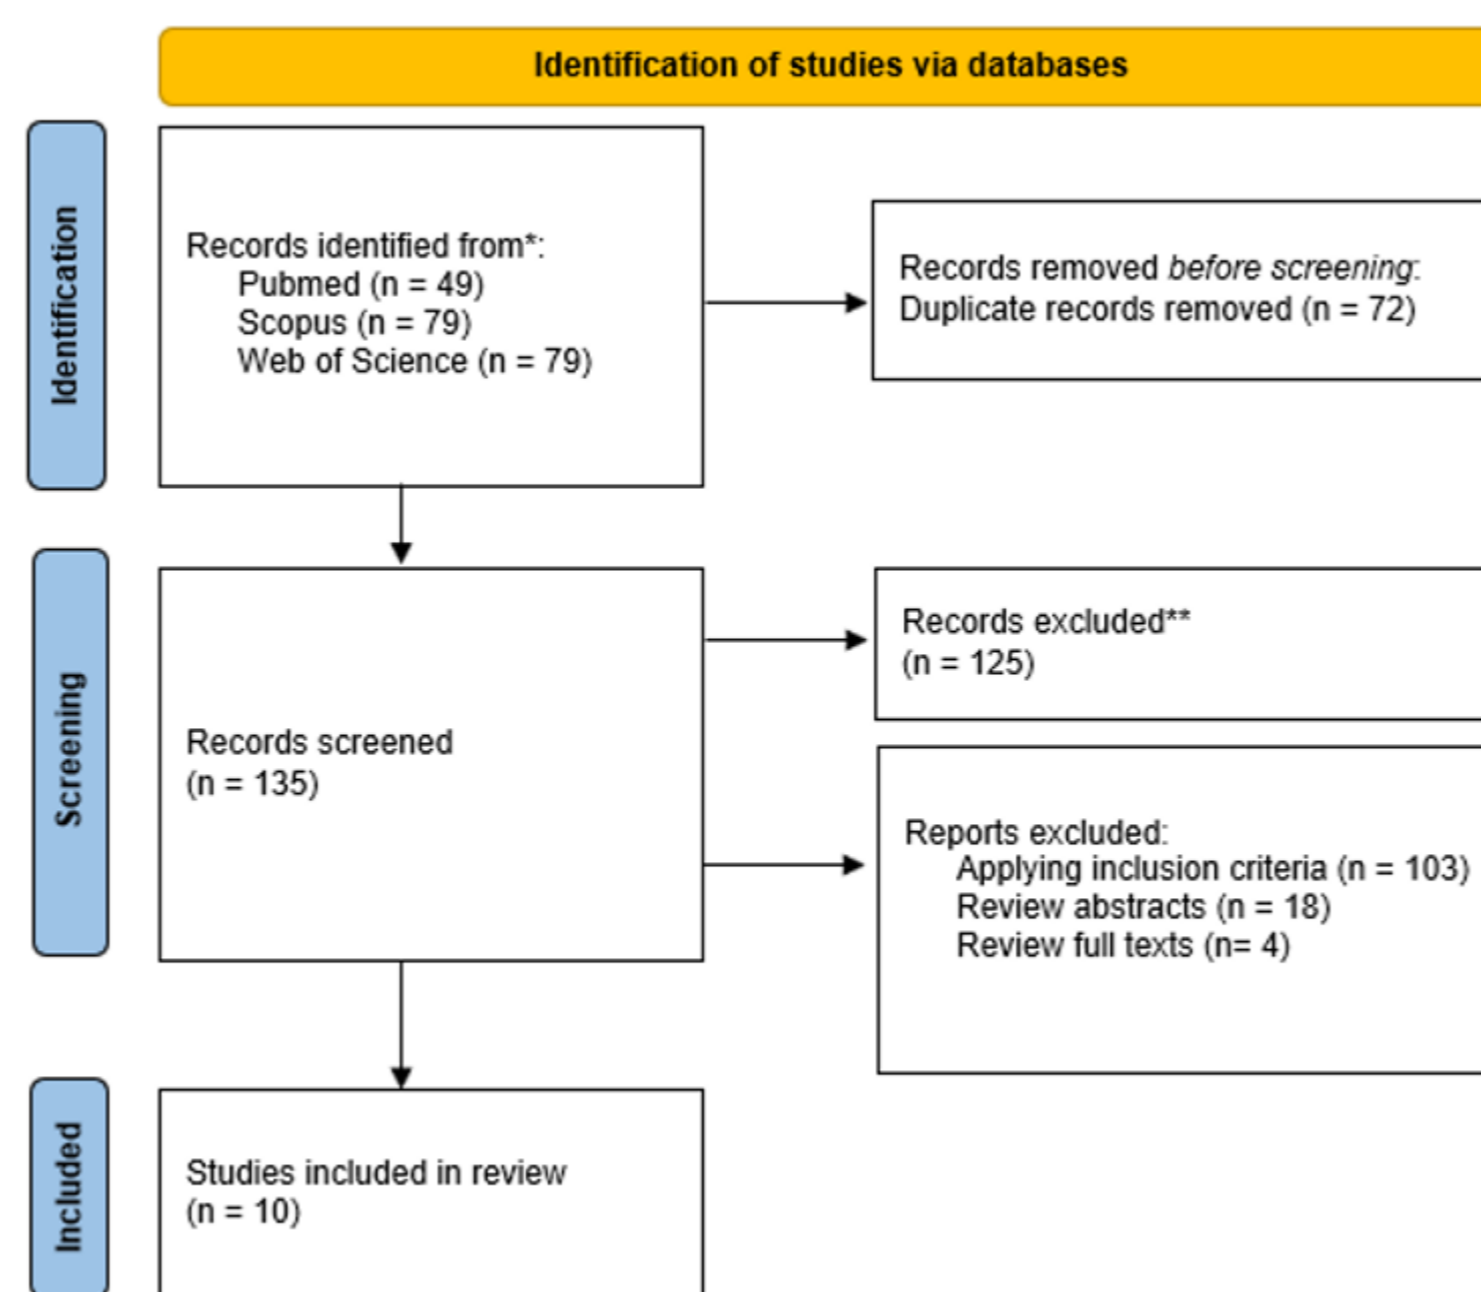 Identification of studies via databases
Identification
Records identified from*:
Pubmed (n = 49)
Scopus (n = 79)
Web of Science (n = 79)
Records removed before screening:
Duplicate records removed (n = 72)
Screening
Records screened
(n = 135)
Records excluded**
(n = 125)
Reports excluded:
Applying inclusion criteria (n = 103)
Review abstracts (n = 18)
Review full texts (n= 4)
Included
Studies included in review
(n = 10)